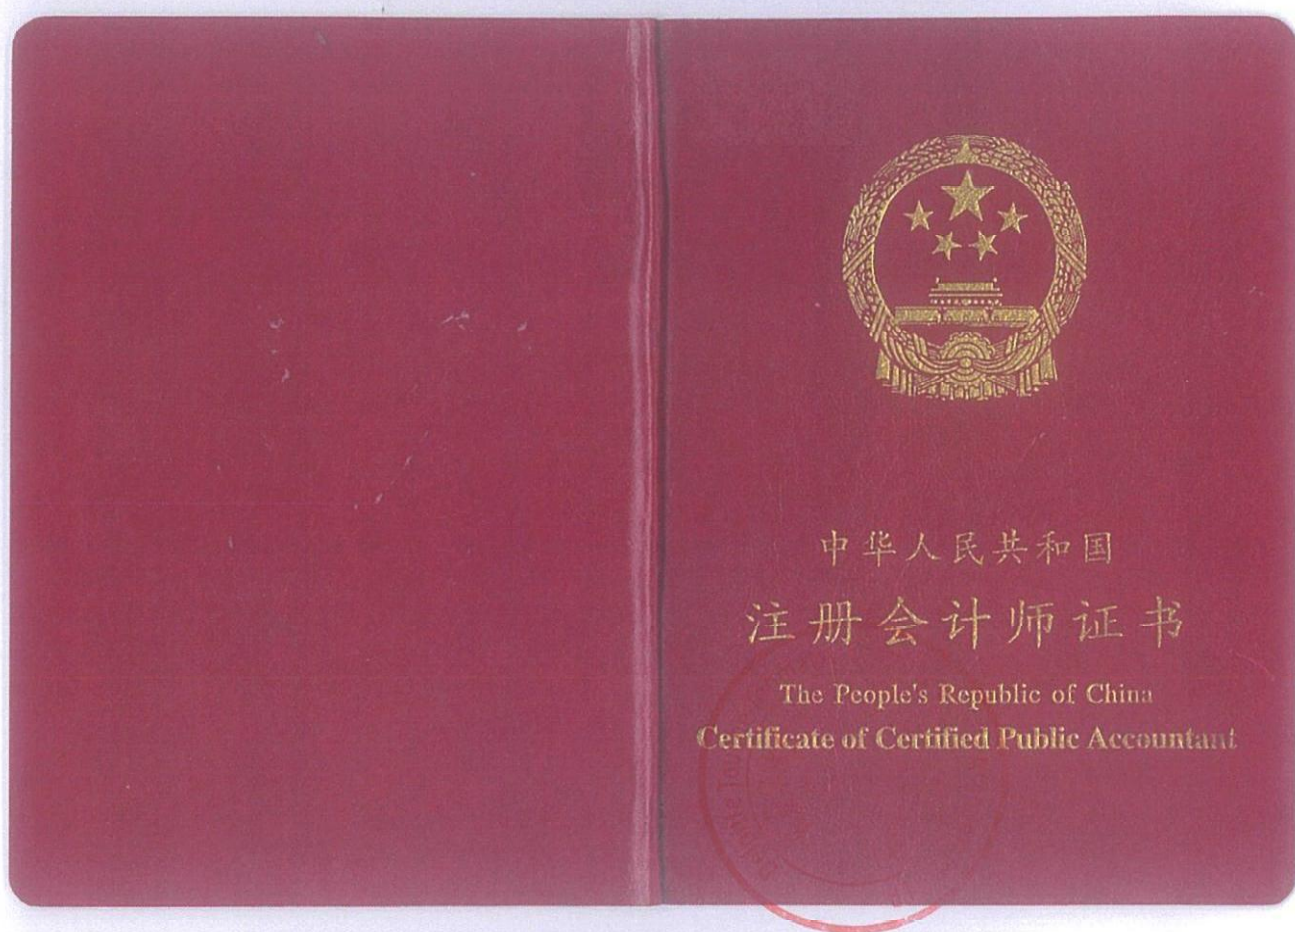 中华人民共和国
注册会计师证书
The People's Republic of China
Certificate of Certified Public Accountant